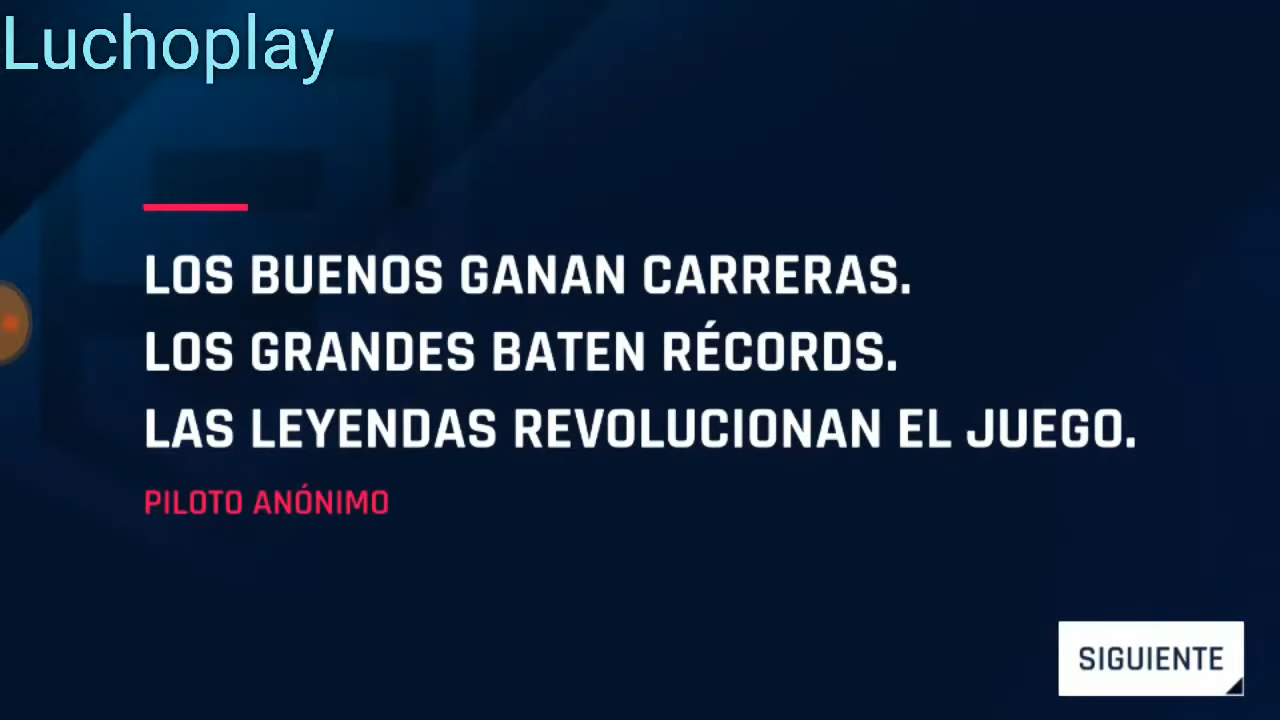 Luchoplay
LOS BUENOS GANAN CARRERAS.
LOS GRANDES BATEN RÉCORDS.
LAS LEYENDAS REVOLUCIONAN EL JUEGO.
PILOTO ANÓNIMO
SIGUIENTE